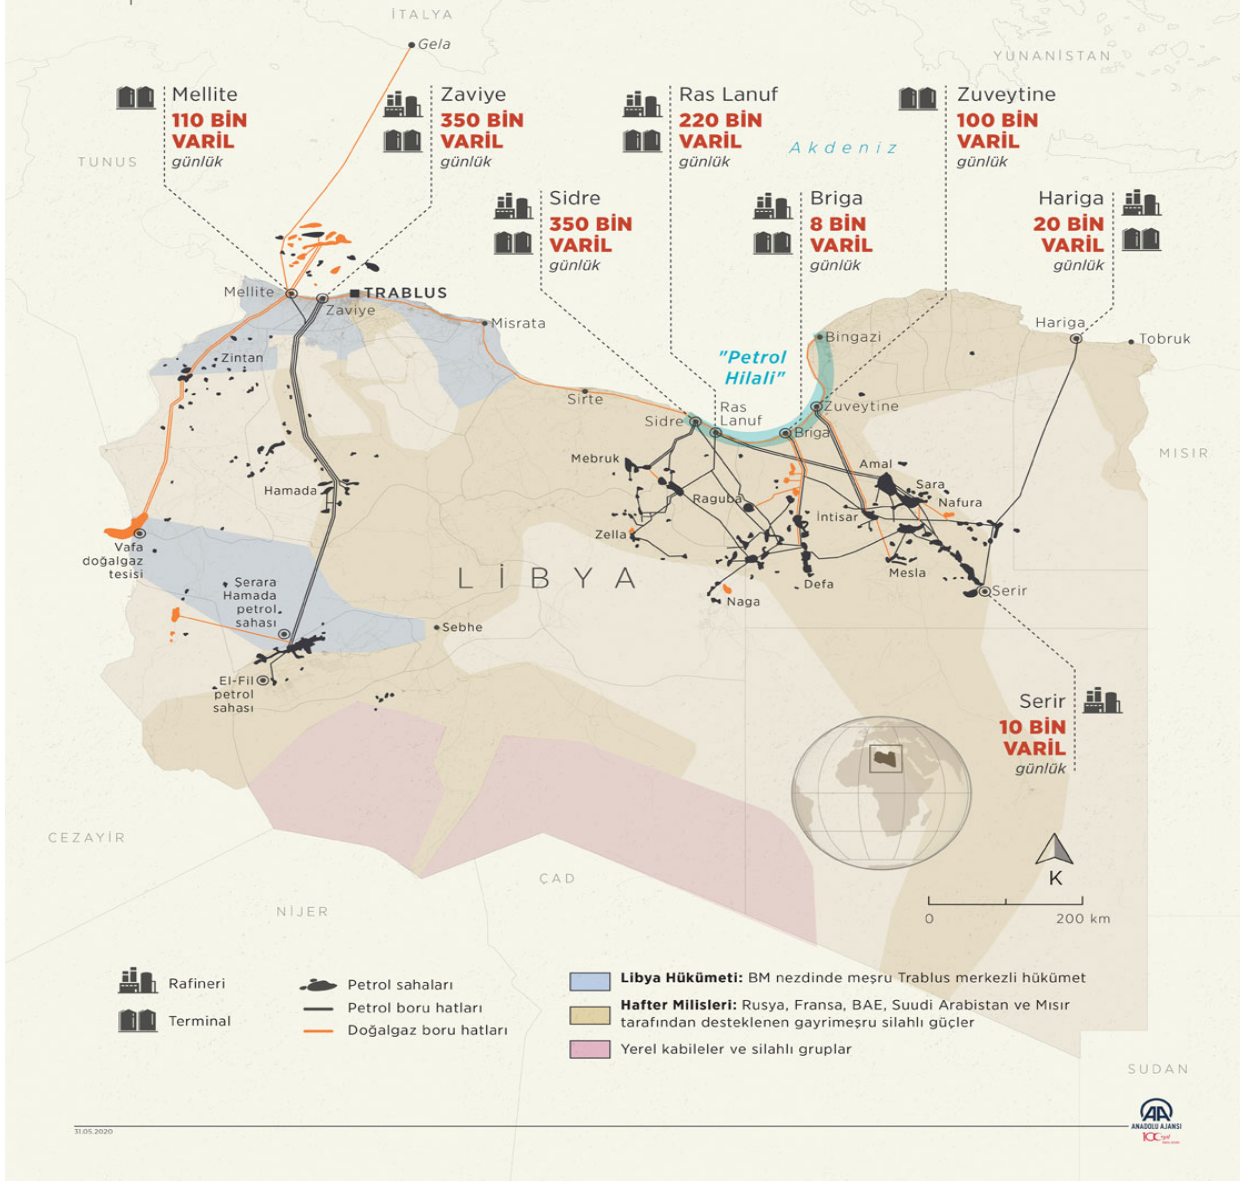 İTALYA
Gela
YUNANİSTAN
Mellite
110 BİN
VARİL
günlük
Zaviye
350 BİN
VARİL
günlük
Ras Lanuf
220 BİN
VARİL
günlük
Zuveytine
100 BİN
VARİL
günlük
TUNUS
Akdeniz
Sidre
350 BİN
VARİL
günlük
Briga
8 BİN
VARİL
günlük
Hariga
20 BİN
VARİL
günlük
Mellite
TRABLUS
Zaviye
Misrata
Zintan
"Petrol
Hilali"
Bingazi
Hariga
Tobruk
Sirte
Sidre
Ras
Lanuf
Zuveytine
Briga
MISIR
Mebruk
Amal
Hamada
Raguba
Sara
Nafura
İntisar
Zella
Vafa
doğalgaz
tesisi
LİBYA
Mesla
Defa
Naga
Serir
Şerara
Hamada
petrol
sahası
Sebhe
El-Fil
petrol
sahası
Serir
10 BİN
VARİL
günlük
CEZAYİR
ÇAD
NİJER
K
0 200 km
Rafineri
Terminal
Petrol sahaları
Petrol boru hatları
Doğalgaz boru hatları
Libya Hükümeti: BM nezdinde meşru Trablus merkezli hükümet
Hafter Milisleri: Rusya, Fransa, BAE, Suudi Arabistan ve Mısır
tarafından desteklenen gayrimeşru silahlı güçler
Yerel kabileler ve silahlı gruplar
SUDAN
31.05.2020
AA
ANADOLU AJANSI